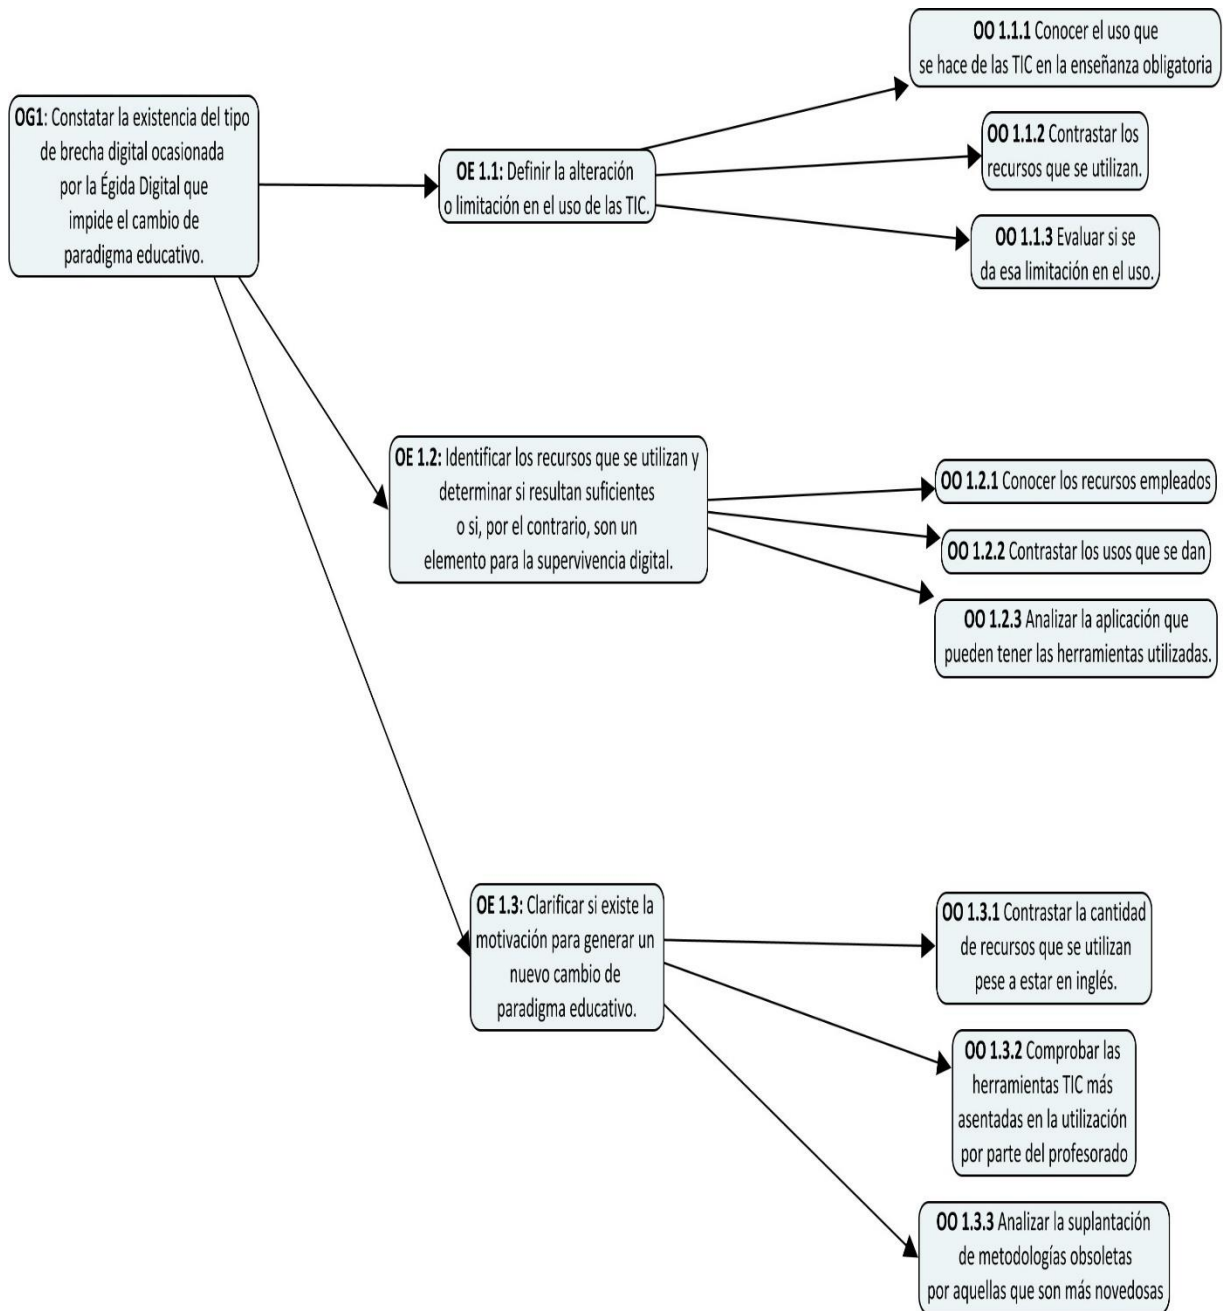 OG1: Constatar la existencia del tipo
de brecha digital ocasionada
por la Égida Digital que
impide el cambio de
paradigma educativo.
OE 1.1: Definir la alteración
o limitación en el uso de las TIC.
OO 1.1.1 Conocer el uso que
se hace de las TIC en la enseñanza obligatoria
OO 1.1.2 Contrastar los
recursos que se utilizan.
OO 1.1.3 Evaluar si se
da esa limitación en el uso.
OE 1.2: Identificar los recursos que se utilizan y
determinar si resultan suficientes
o si, por el contrario, son un
elemento para la supervivencia digital.
OO 1.2.1 Conocer los recursos empleados
OO 1.2.2 Contrastar los usos que se dan
OO 1.2.3 Analizar la aplicación que
pueden tener las herramientas utilizadas.
OE 1.3: Clarificar si existe la
motivación para generar un
nuevo cambio de
paradigma educativo.
OO 1.3.1 Contrastar la cantidad
de recursos que se utilizan
pese a estar en inglés.
OO 1.3.2 Comprobar las
herramientas TIC más
asentadas en la utilización
por parte del profesorado
OO 1.3.3 Analizar la suplantación
de metodologías obsoletas
por aquellas que son más novedosas